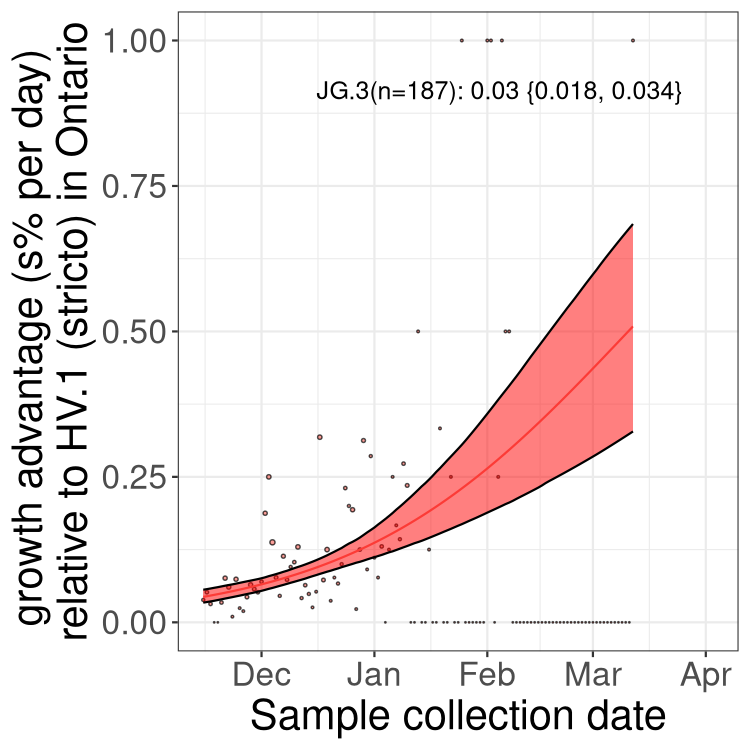 growth advantage (s% per day)
relative to HV.1 (stricto) in Ontario
1.00
0.75
0.50
0.25
0.00
JG.3(n=187): 0.03 {0.018, 0.034}
Dec Jan Feb Mar Apr
Sample collection date